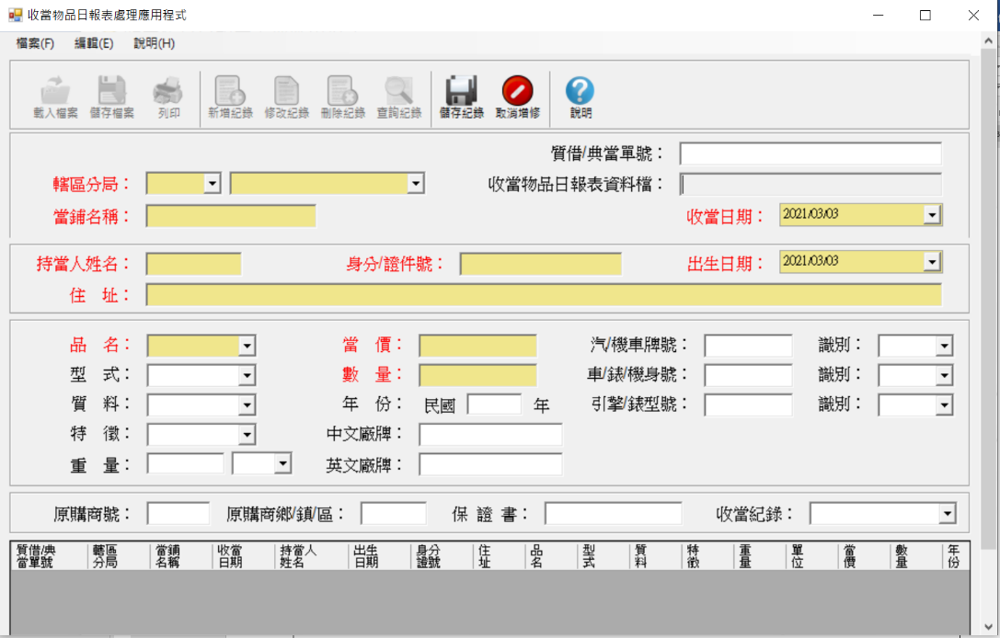 收當物品日報表處理應用程式
檔案(F) 編輯(E) 說明(H)
載入檔案 儲存檔案 列印 新增紀錄 修改紀錄 刪除紀錄 查詢紀錄 儲存紀錄 取消增修 說明
質借/典當單號：
轄區分局： 收當物品日報表資料檔：
當鋪名稱： 收當日期： 2021/03/03
持當人姓名： 身分/證件號： 出生日期： 2021/03/03
住 址：
品 名： 當 價： 汽/機車牌號： 識別：
型 式： 數 量： 車/錶/機身號： 識別：
質 料： 年 份： 民國 年 引擎/錶型號： 識別：
特 徵： 中文廠牌：
重 量： 英文廠牌：
原購商號： 原購商鄉/鎮/區： 保 證 書： 收當紀錄：
質借/典 轄區 當鋪 收當 持當人 出生 身分 住 品 型 質 特 重 單 當 數 年
當單號 分局 名稱 日期 姓名 日期 證號 址 名 式 料 徵 量 位 價 量 份